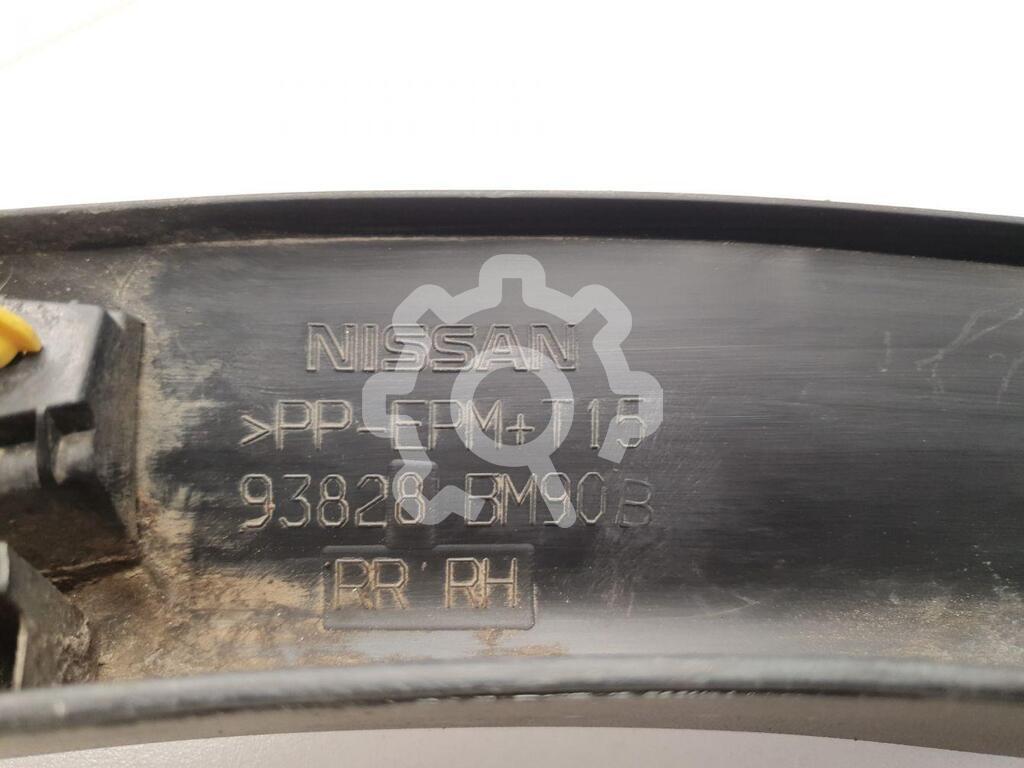 NISSAN
>PP-EPM+T15
93828 BM90B
RR RH